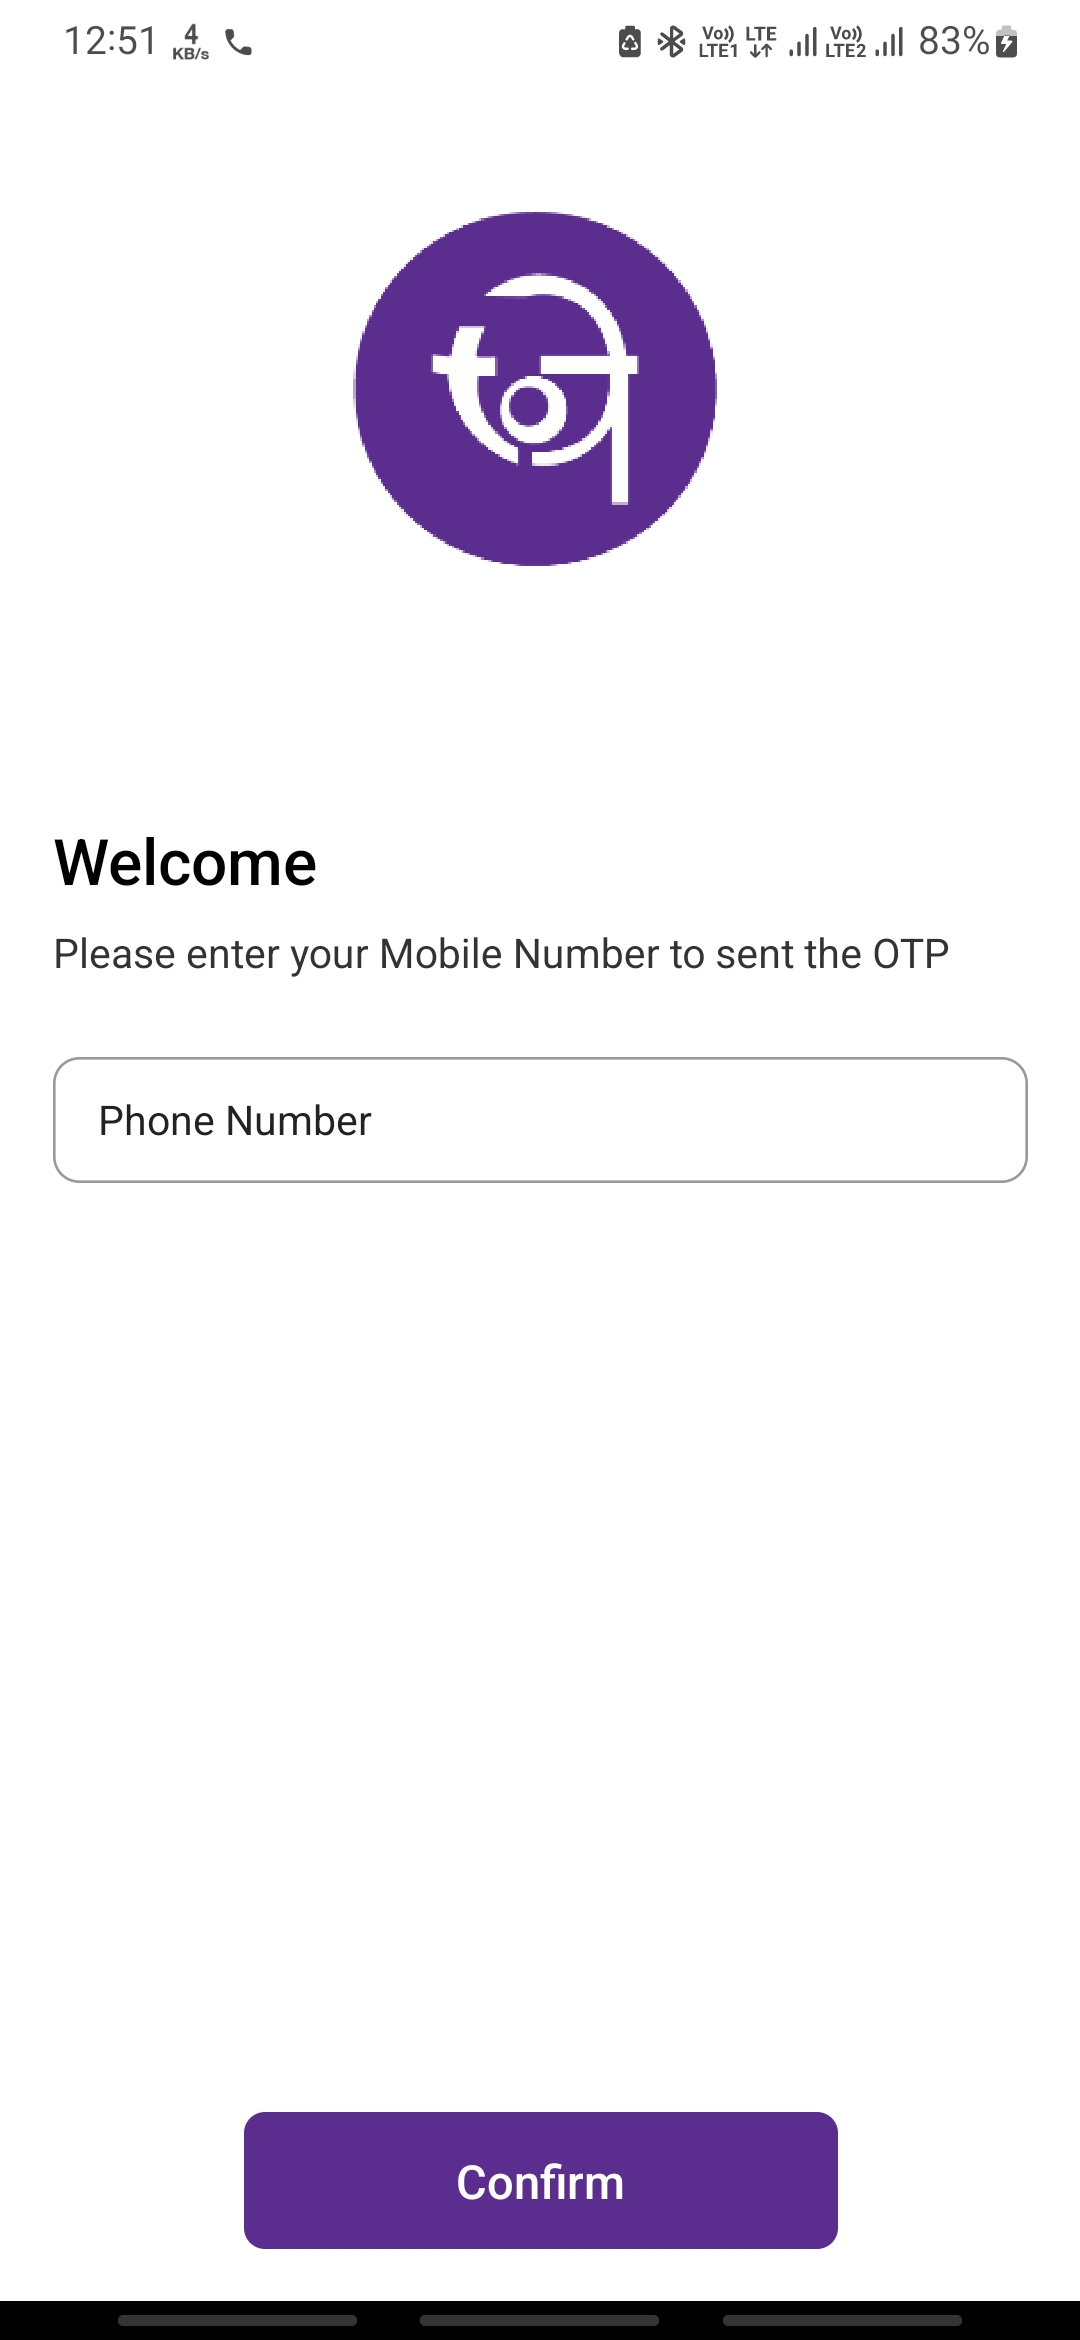 12:51 4 KB/s Vo)) LTE1 LTE Vo)) LTE2 83%
Welcome
Please enter your Mobile Number to sent the OTP
Phone Number
Confirm